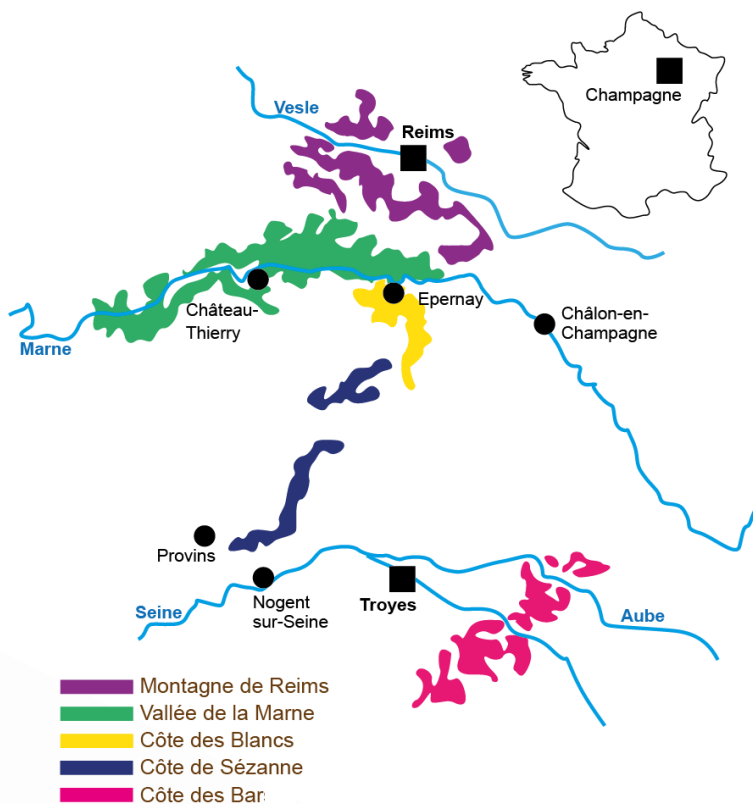 Vesle
Reims
Champagne
Château-
Thierry
Epernay
Châlon-en-
Champagne
Marne
Provins
Nogent
sur-Seine
Troyes
Seine
Aube
Montagne de Reims
Vallée de la Marne
Côte des Blancs
Côte de Sézanne
Côte des Bar